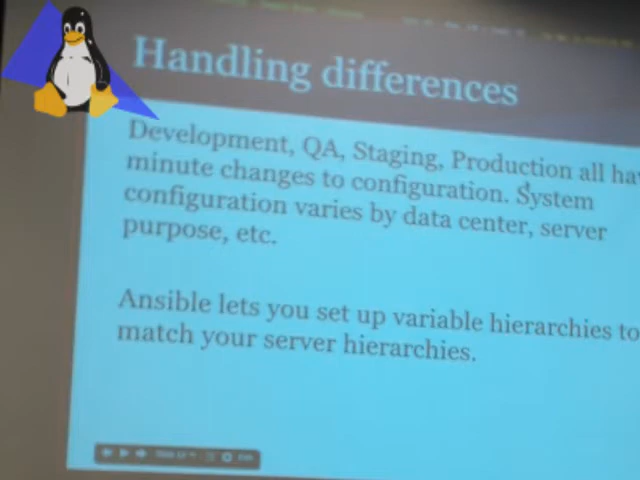 Handling differences
Development, QA, Staging, Production all ha
minute changes to configuration. System
configuration varies by data center, server
purpose, etc.
Ansible lets you set up variable hierarchies to
match your server hierarchies.